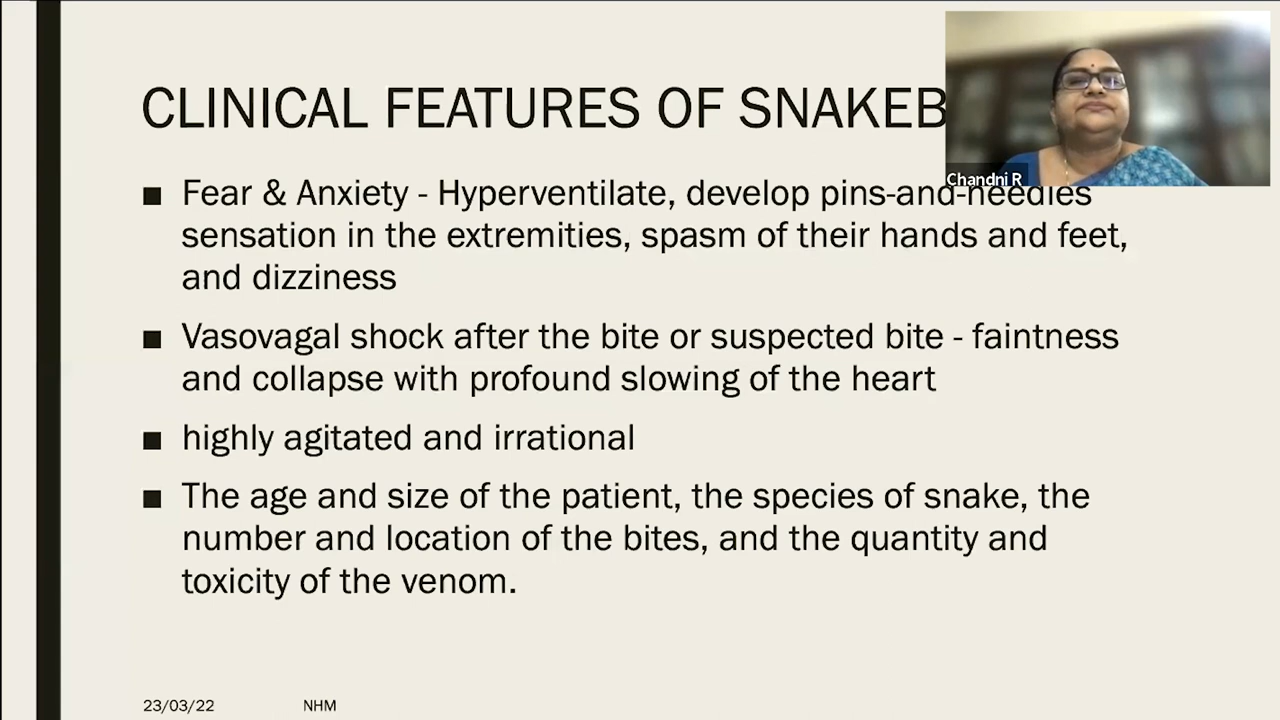 CLINICAL FEATURES OF SNAKEB
Chandni R
■ Fear & Anxiety - Hyperventilate, develop pins-and-needles
sensation in the extremities, spasm of their hands and feet,
and dizziness
■ Vasovagal shock after the bite or suspected bite - faintness
and collapse with profound slowing of the heart
■ highly agitated and irrational
■ The age and size of the patient, the species of snake, the
number and location of the bites, and the quantity and
toxicity of the venom.
23/03/22 NHM